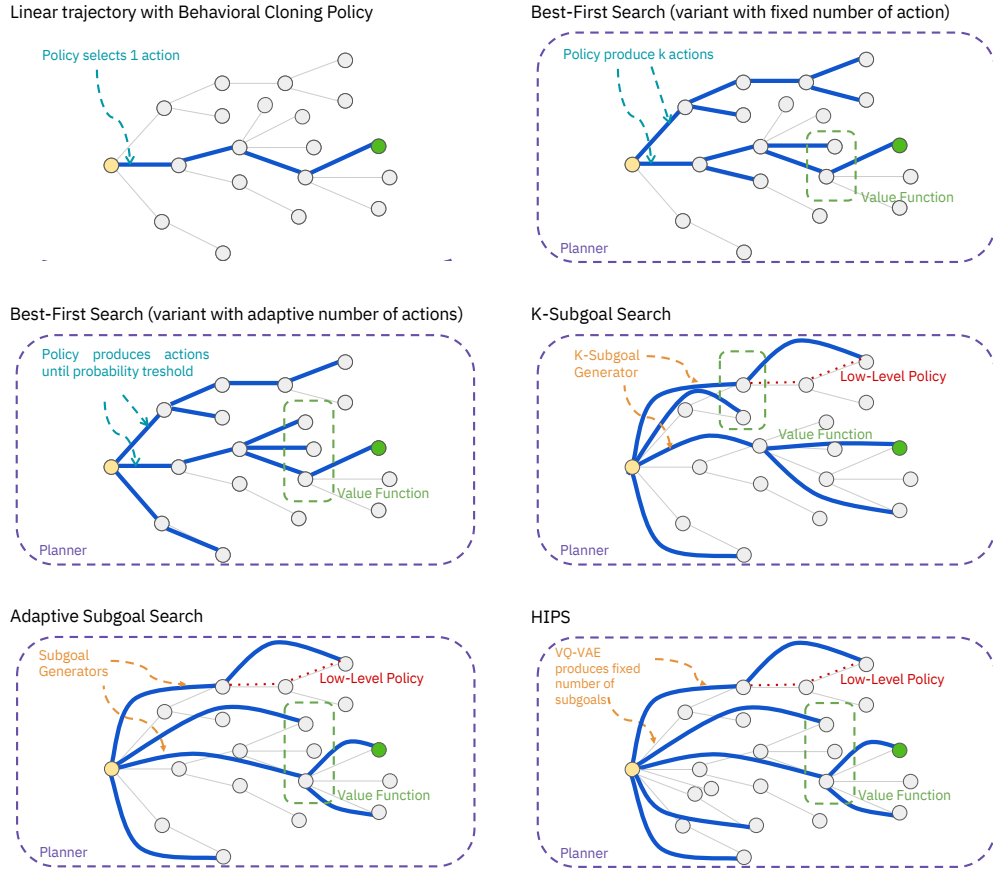 Linear trajectory with Behavioral Cloning Policy
Policy selects 1 action
Best-First Search (variant with fixed number of action)
Policy produce k actions
Value Function
Planner
Best-First Search (variant with adaptive number of actions)
Policy produces actions
until probability treshold
Value Function
Planner
K-Subgoal Search
K-Subgoal
Generator
Low-Level Policy
Value Function
Planner
Adaptive Subgoal Search
Subgoal
Generators
Low-Level Policy
Value Function
Planner
HIPS
VQ-VAE
produces fixed
number of
subgoals
Low-Level Policy
Value Function
Planner